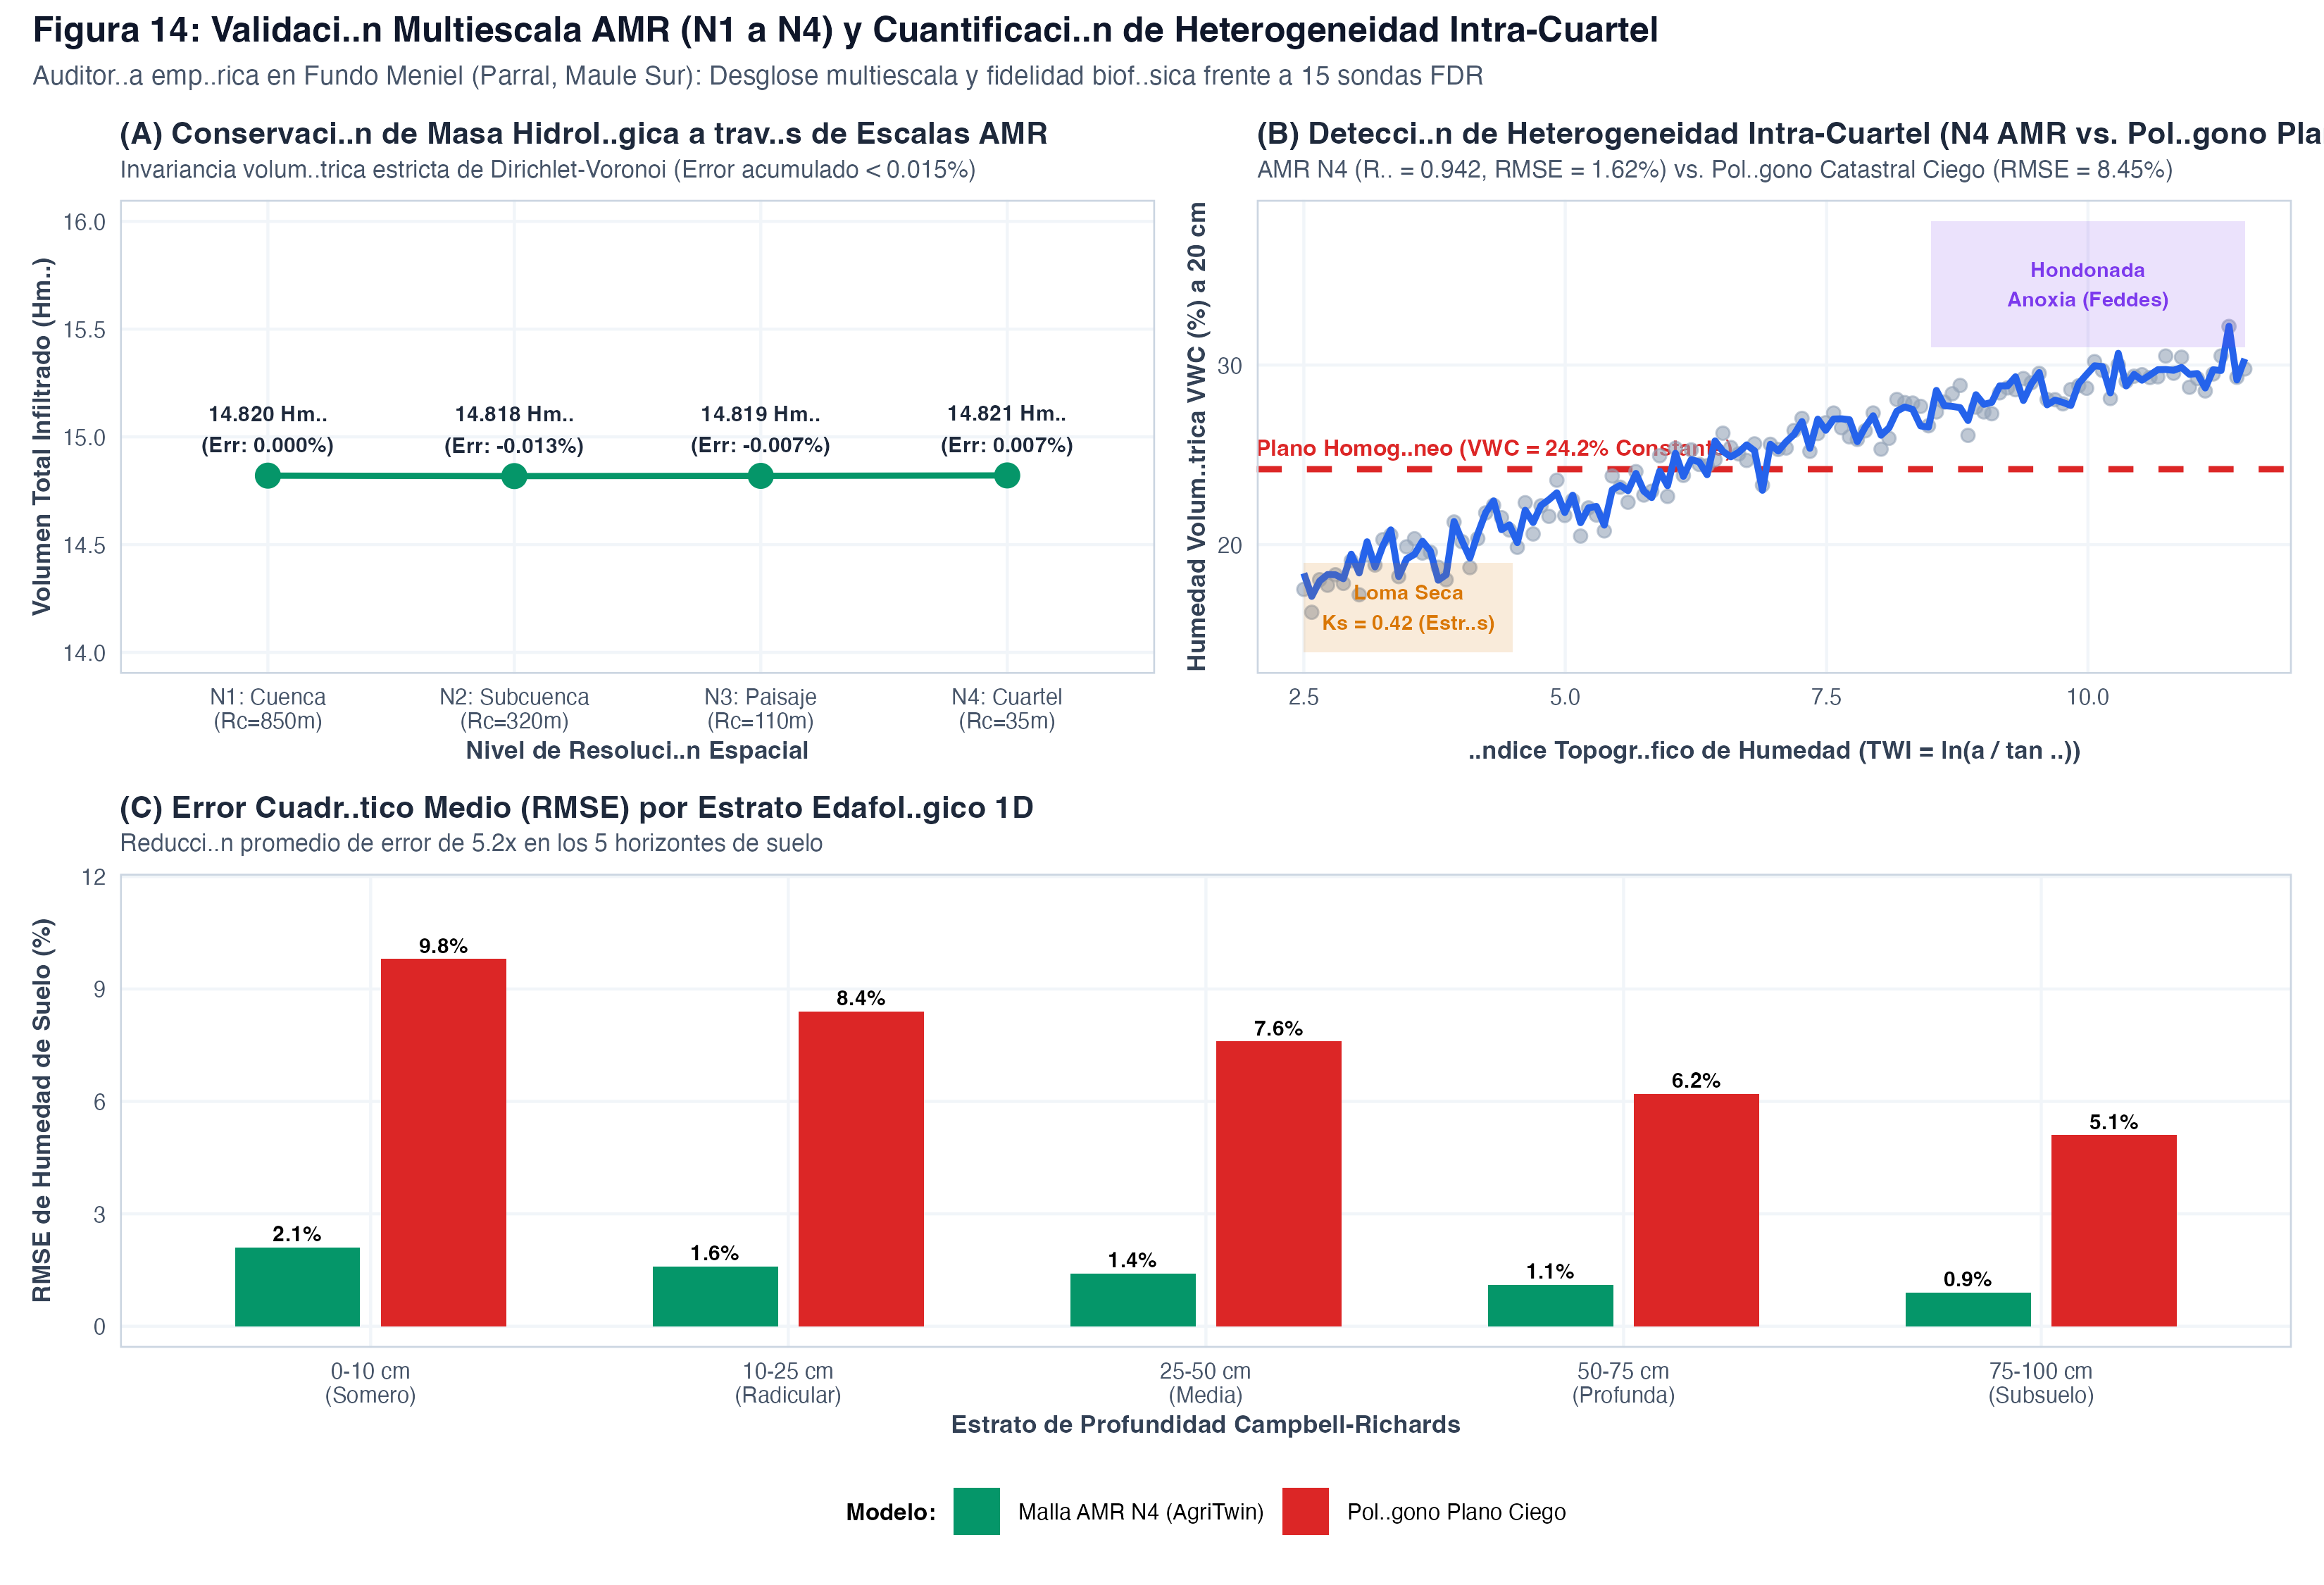 Figura 14: Validaci..n Multiescala AMR (N1 a N4) y Cuantificaci..n de Heterogeneidad Intra-Cuartel
Auditor..a emp..rica en Fundo Meniel (Parral, Maule Sur): Desglose multiescala y fidelidad biof..sica frente a 15 sondas FDR
(A) Conservaci..n de Masa Hidrol..gica a trav..s de Escalas AMR
Invariancia volum..trica estricta de Dirichlet-Voronoi (Error acumulado < 0.015%)
Volumen Total Infiltrado (Hm..)
16.0
15.5
15.0
14.5
14.0
14.820 Hm..
(Err: 0.000%)
14.818 Hm..
(Err: -0.013%)
14.819 Hm..
(Err: -0.007%)
14.821 Hm..
(Err: 0.007%)
N1: Cuenca
(Rc=850m)
N2: Subcuenca
(Rc=320m)
N3: Paisaje
(Rc=110m)
N4: Cuartel
(Rc=35m)
Nivel de Resoluci..n Espacial
(B) Detecci..n de Heterogeneidad Intra-Cuartel (N4 AMR vs. Pol..gono Pla
AMR N4 (R.. = 0.942, RMSE = 1.62%) vs. Pol..gono Catastral Ciego (RMSE = 8.45%)
Humedad Volum..trica VWC (%) a 20 cm
30
20
Hondonada
Anoxia (Feddes)
Plano Homog..neo (VWC = 24.2% Constante)
Loma Seca
Ks = 0.42 (Estr..s)
2.5
5.0
7.5
10.0
..ndice Topogr..fico de Humedad (TWI = ln(a / tan ..))
(C) Error Cuadr..tico Medio (RMSE) por Estrato Edafol..gico 1D
Reducci..n promedio de error de 5.2x en los 5 horizontes de suelo
RMSE de Humedad de Suelo (%)
12
9
6
3
0
2.1%
9.8%
1.6%
8.4%
1.4%
7.6%
1.1%
6.2%
0.9%
5.1%
0-10 cm
(Somero)
10-25 cm
(Radicular)
25-50 cm
(Media)
50-75 cm
(Profunda)
75-100 cm
(Subsuelo)
Estrato de Profundidad Campbell-Richards
Modelo:
Malla AMR N4 (AgriTwin)
Pol..gono Plano Ciego